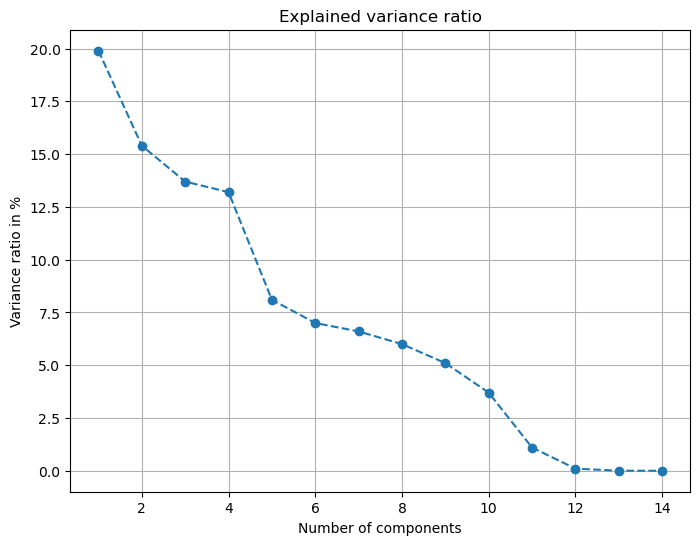 Explained variance ratio
20.0
17.5
15.0
12.5
10.0
7.5
5.0
2.5
0.0
Variance ratio in %
2 4 6 8 10 12 14
Number of components